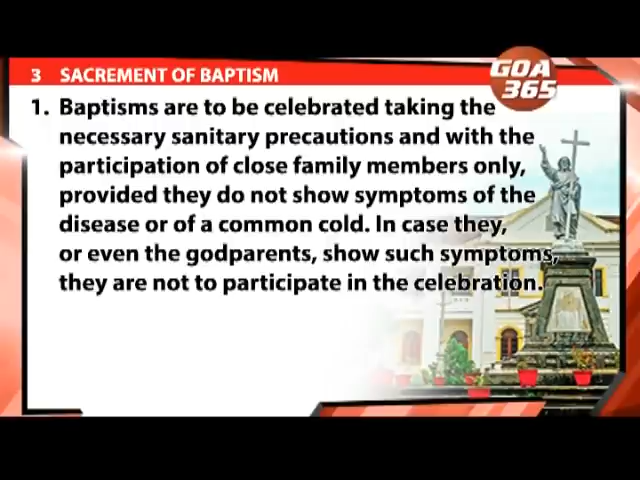 3 SACREMENT OF BAPTISM
GOA
365
1. Baptisms are to be celebrated taking the
necessary sanitary precautions and with the
participation of close family members only,
provided they do not show symptoms of the
disease or of a common cold. In case they,
or even the godparents, show such symptoms,
they are not to participate in the celebration.